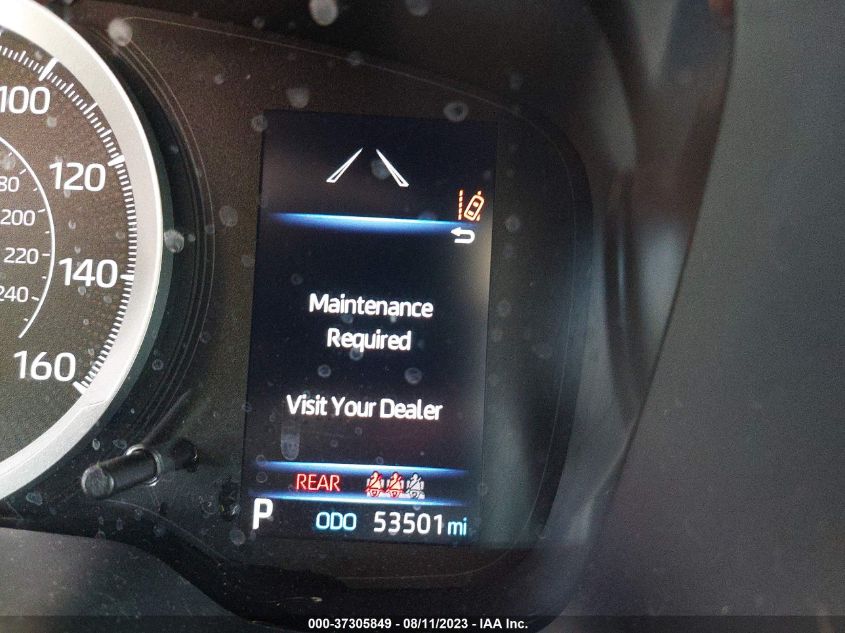 100
80
120
200
220
140
240
160
Maintenance
Required
Visit Your Dealer
REAR
P ODO 53501 mi
000-37305849 - 08/11/2023 - IAA Inc.